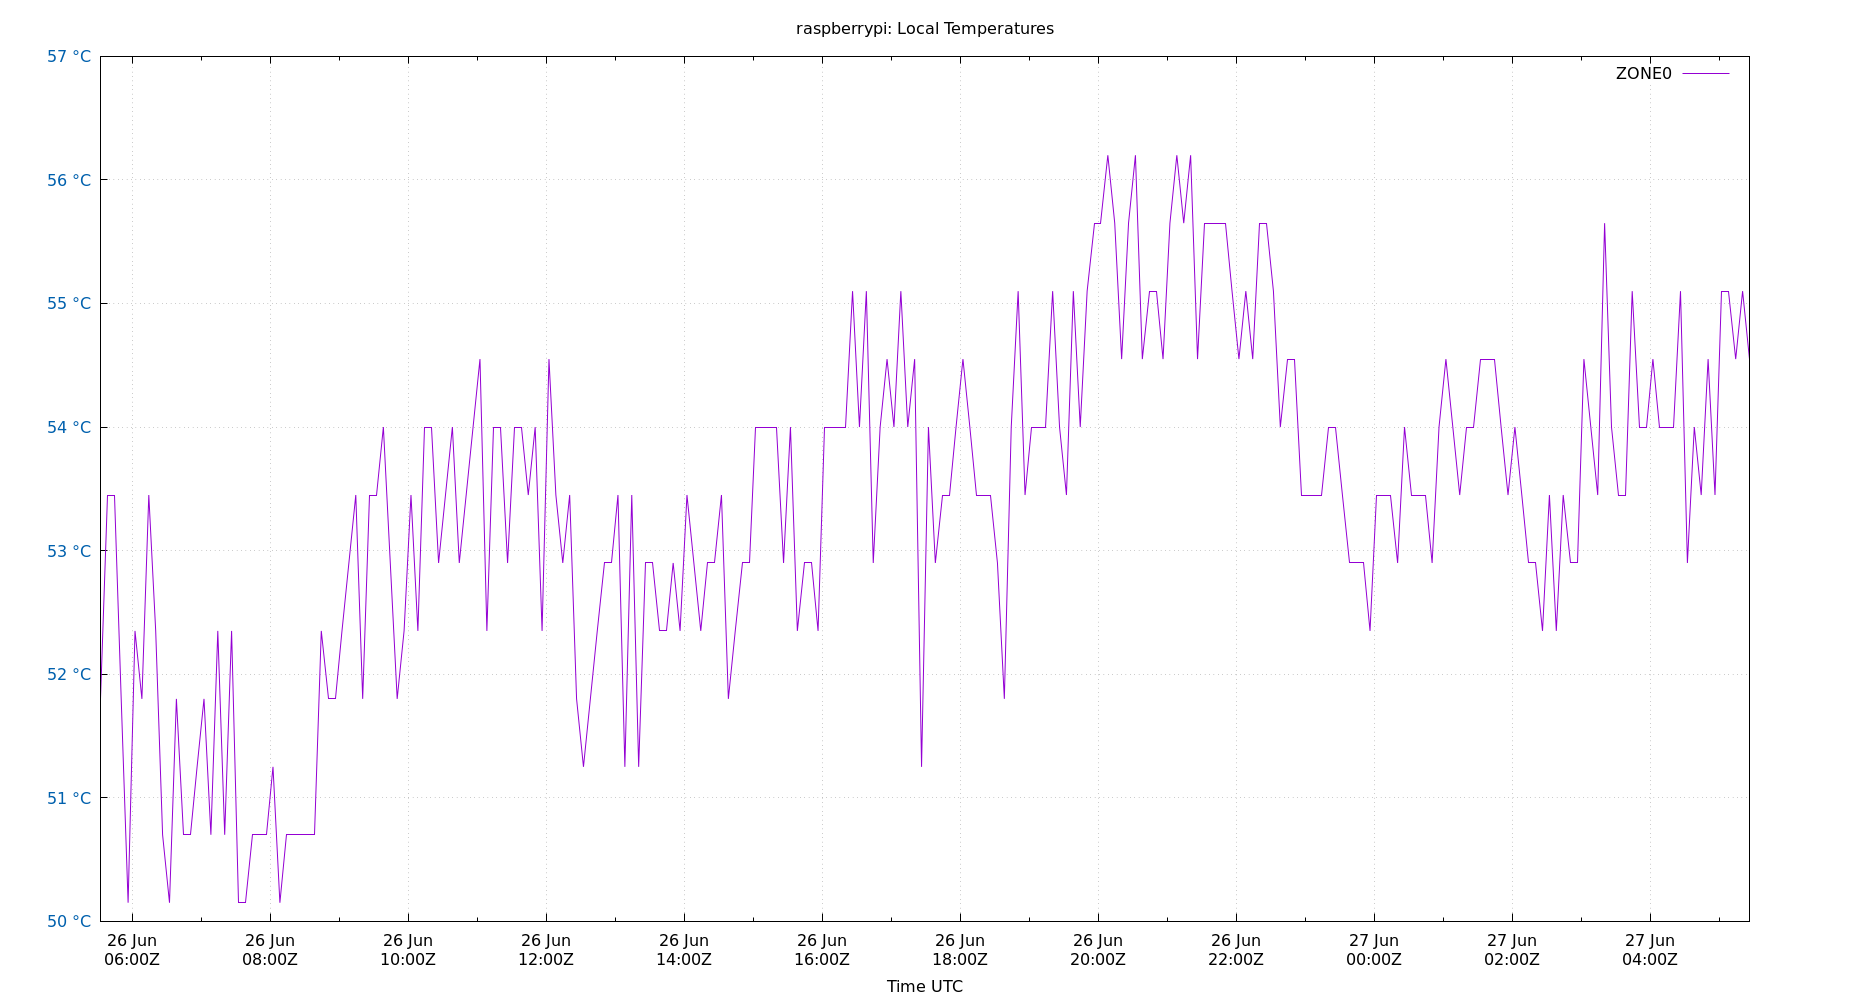 raspberrypi: Local Temperatures
57 °C
ZONE0
56 °C
55 °C
54 °C
53 °C
52 °C
51 °C
50 °C
26 Jun 26 Jun 26 Jun 26 Jun 26 Jun 26 Jun 26 Jun 26 Jun 26 Jun 27 Jun 27 Jun 27 Jun
06:00Z 08:00Z 10:00Z 12:00Z 14:00Z 16:00Z 18:00Z 20:00Z 22:00Z 00:00Z 02:00Z 04:00Z
Time UTC